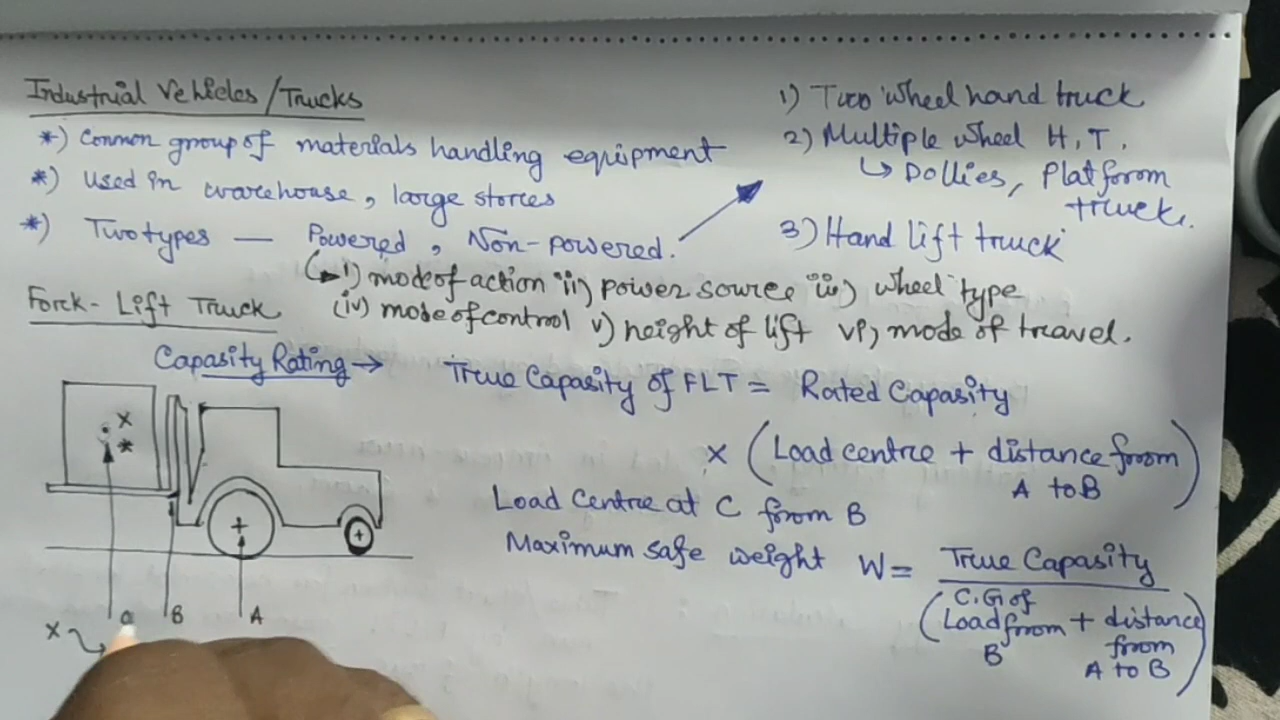 Industrial Vehicles/Trucks
*) Common group of materials handling equipment
*) Used in warehouse, large stores
*) Two types — Powered, Non-powered.
1) Two wheel hand truck
2) Multiple wheel H.T.
↳ Dollies, Platform
truck.
3) Hand lift truck
i) mode of action ii) power source iii) wheel type
(iv) mode of control v) height of lift vi) mode of travel.
Fork-Lift Truck
Capasity Rating → True Capasity of FLT = Rated Capasity
x (Load centre + distance from
A to B)
Load Centre at C from B
Maximum safe weight W = True Capasity
(C.G of
Load from + distance
B from
A to B)
X
*
+
+
X
C B A